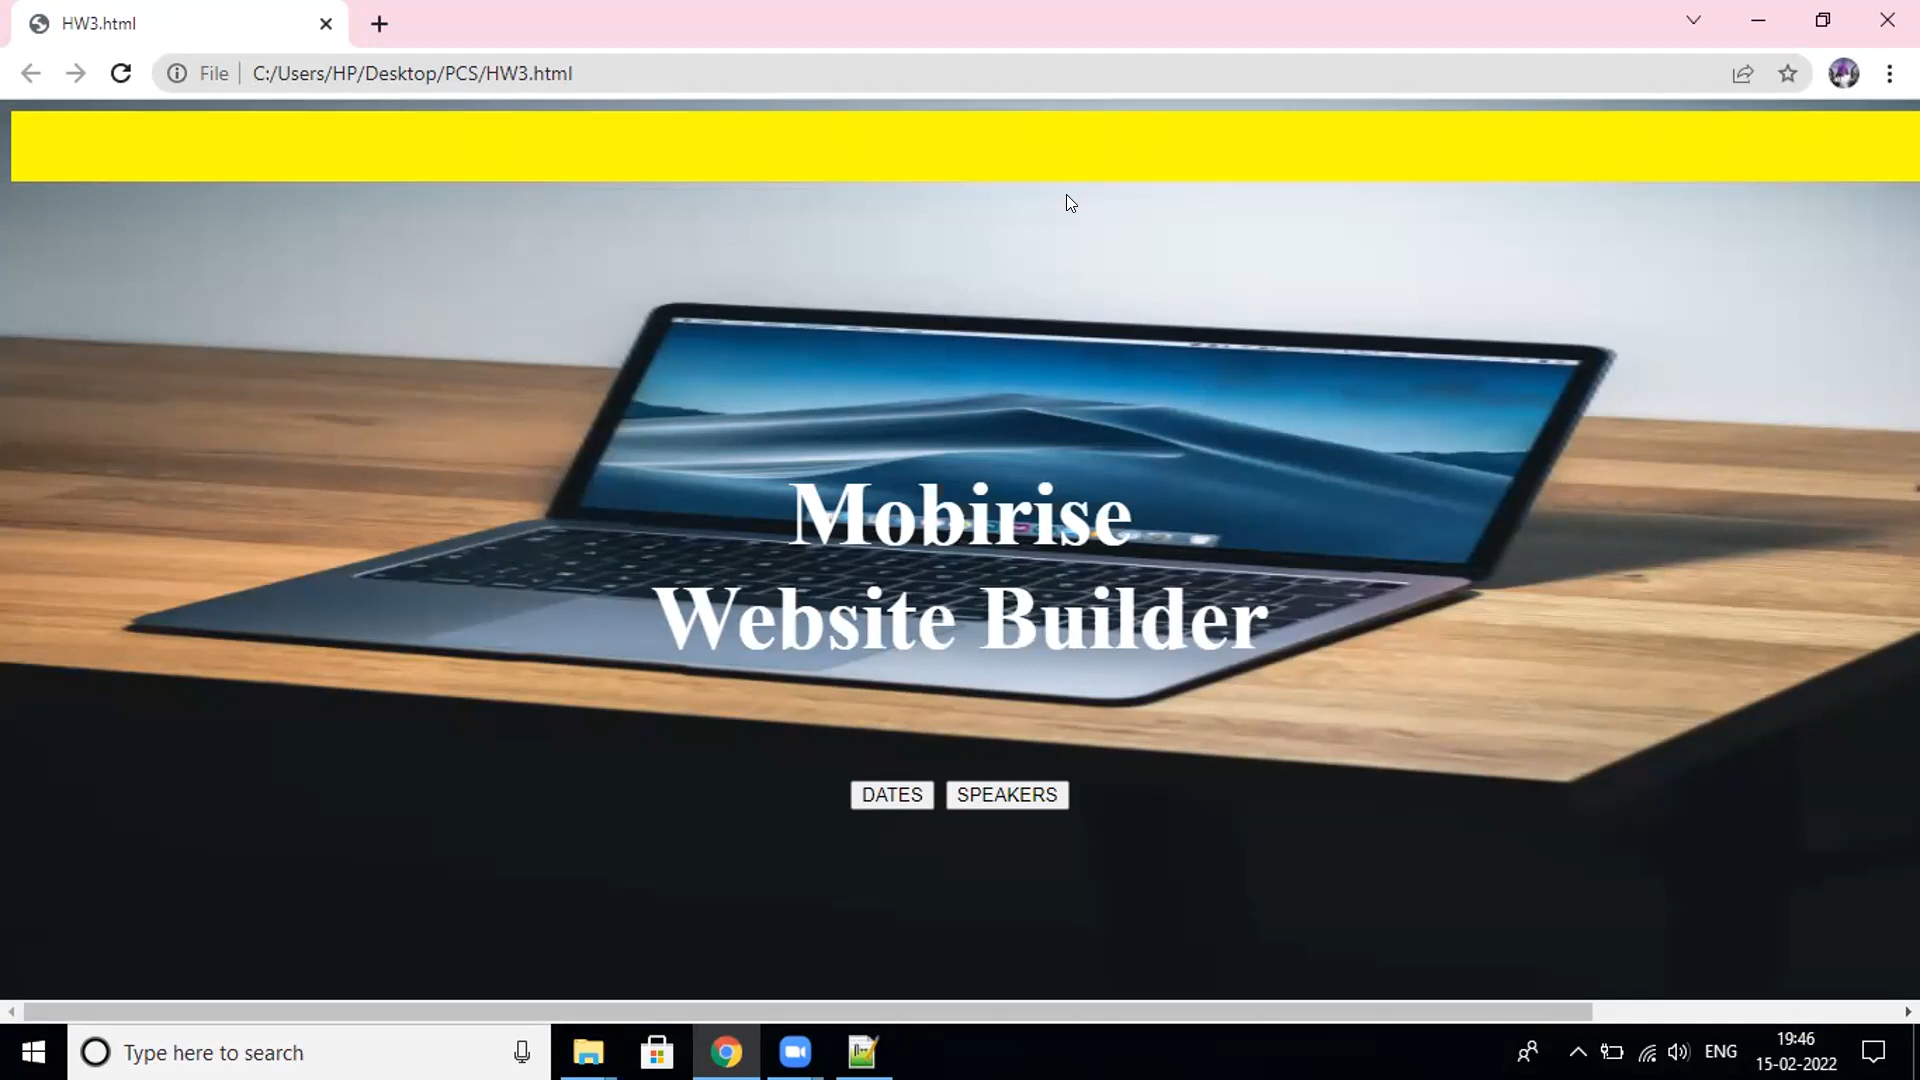 HW3.html
File C:/Users/HP/Desktop/PCS/HW3.html
Mobirise
Website Builder
DATES SPEAKERS
Type here to search
ENG
19:46
15-02-2022